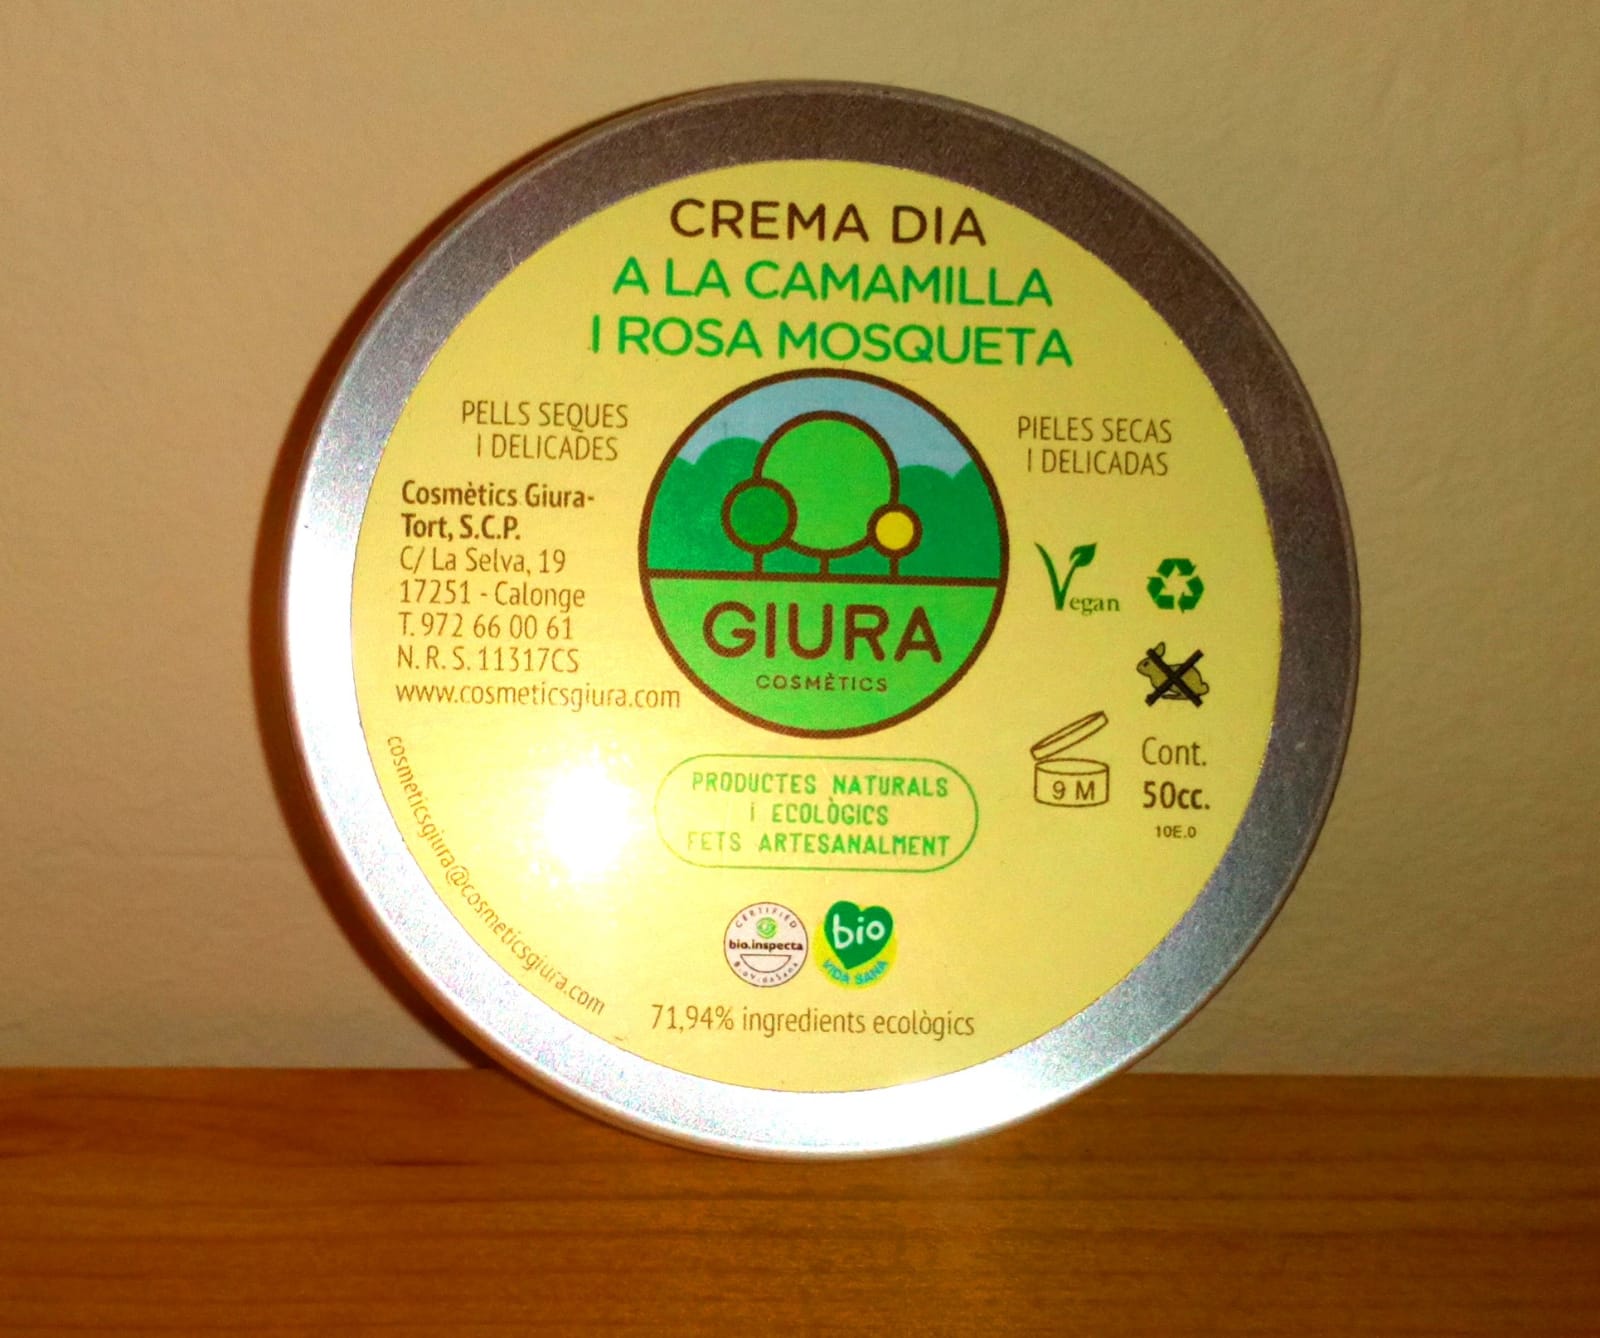 CREMA DIA
A LA CAMAMILLA
I ROSA MOSQUETA
PELLS SEQUES
I DELICADES
PIELES SECAS
I DELICADAS
Cosmètics Giura-
Tort, S.C.P.
C/ La Selva, 19
17251 - Calonge
T. 972 66 00 61
N. R. S. 11317CS
www.cosmeticsgiura.com
cosmeticsgiura@cosmeticsgiura.com
GIURA
COSMÈTICS
Vegan
9 M
Cont.
50cc.
10E.0
PRODUCTES NATURALS
i ECOLÒGICS
FETS ARTESANALMENT
CERTIFIED
bio.inspecta
bio
VIDA SANA
71,94% ingredients ecològics